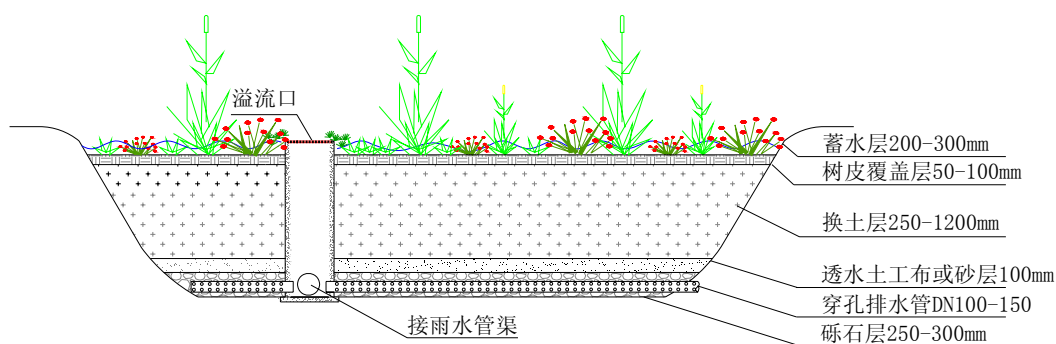 溢流口
蓄水层200-300mm
树皮覆盖层50-100mm
换土层250-1200mm
透水土工布或砂层100mm
穿孔排水管DN100-150
接雨水管渠
砾石层250-300mm